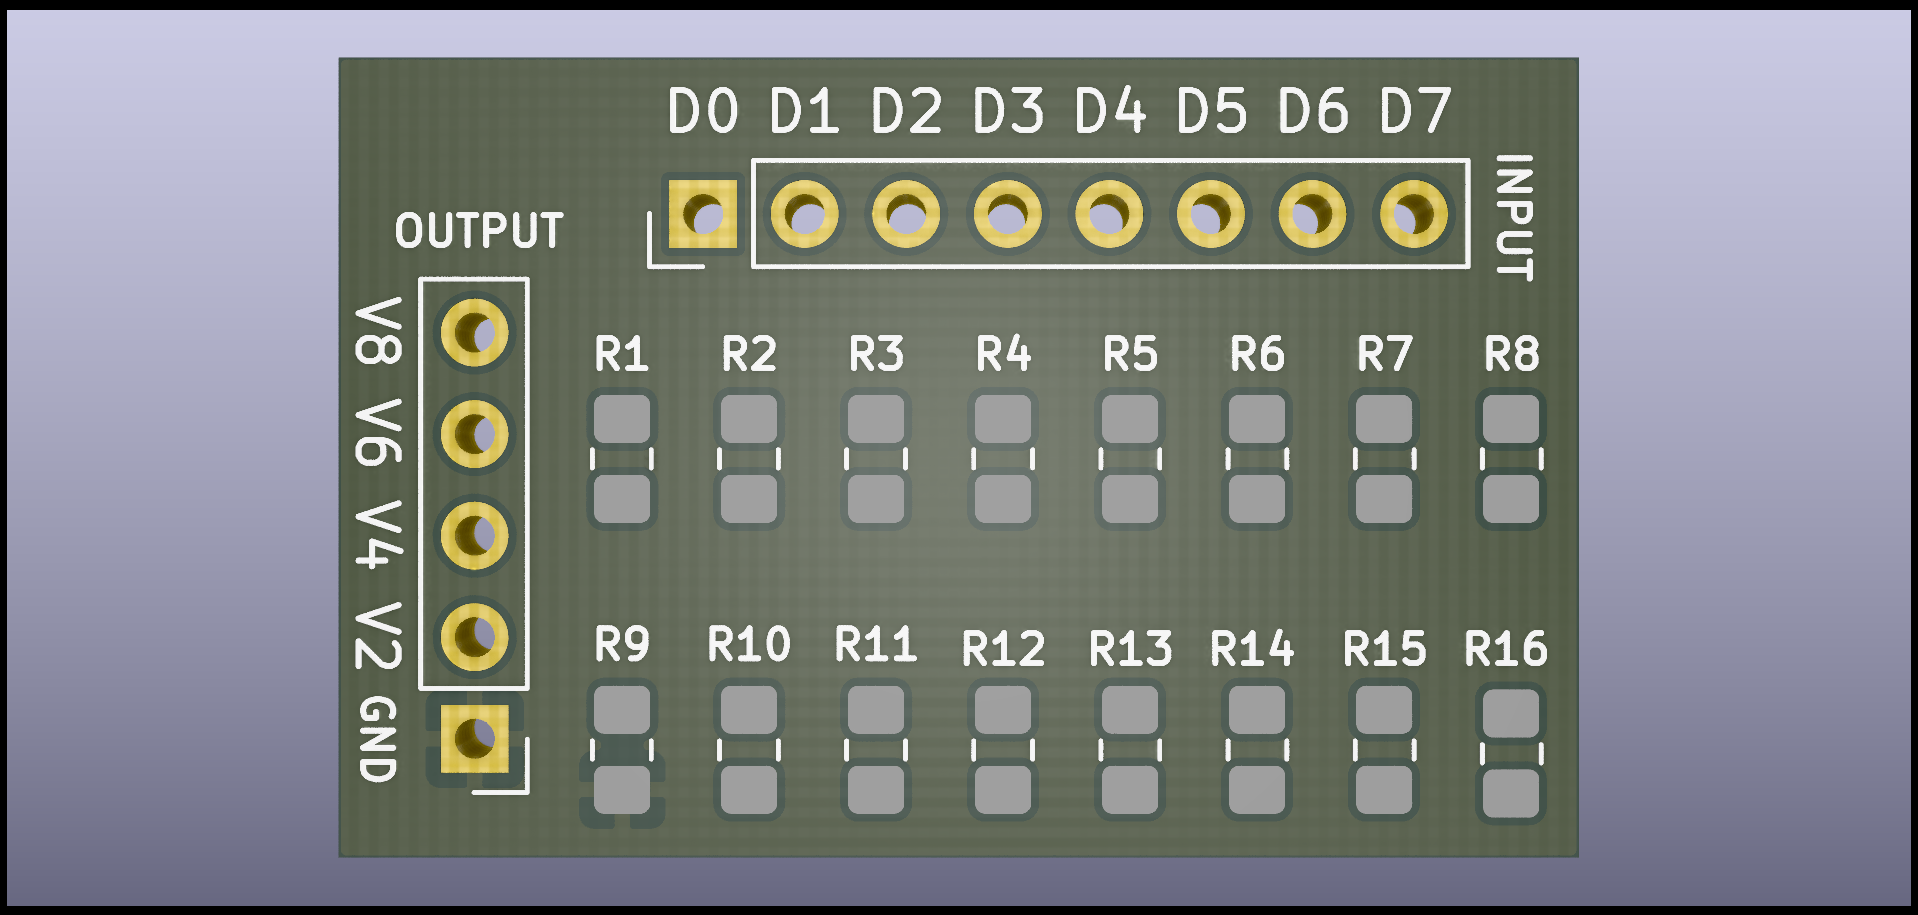 D0 D1 D2 D3 D4 D5 D6 D7
INPUT
OUTPUT
V8
V6
V4
V2
GND
R1 R2 R3 R4 R5 R6 R7 R8
R9 R10 R11 R12 R13 R14 R15 R16